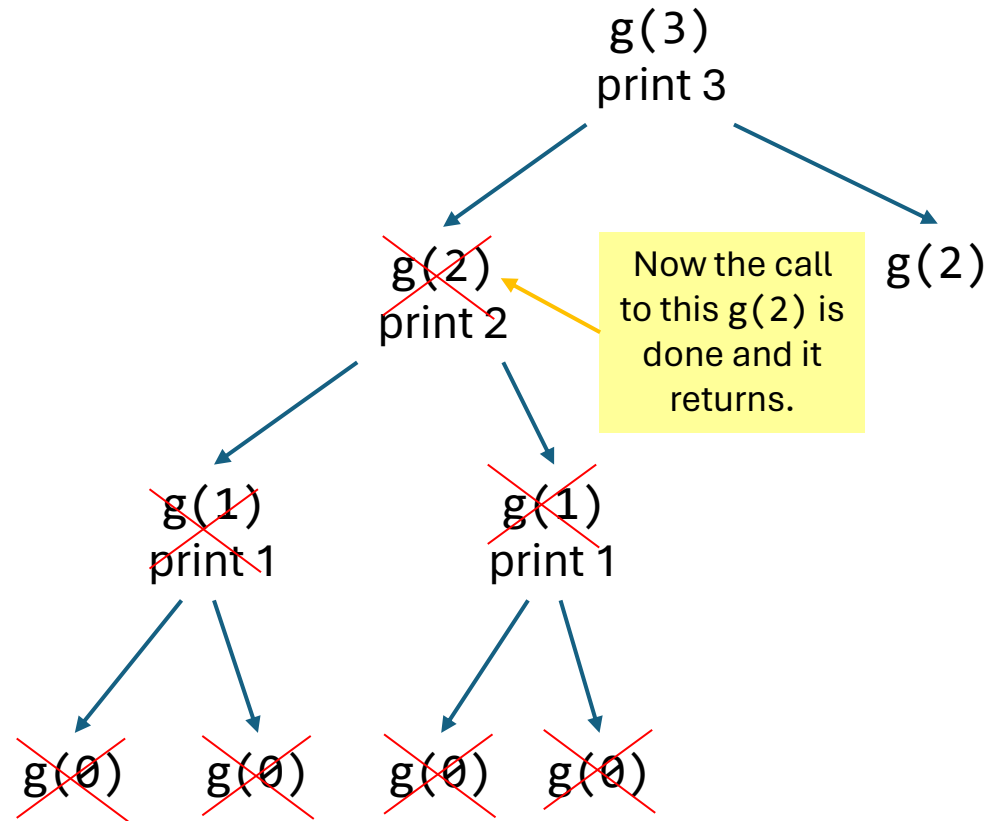 g(3)
print 3
g(2)
print 2
Now the call
to this g(2) is
done and it
returns.
g(2)
g(1)
print 1
g(1)
print 1
g(0)
g(0)
g(0)
g(0)